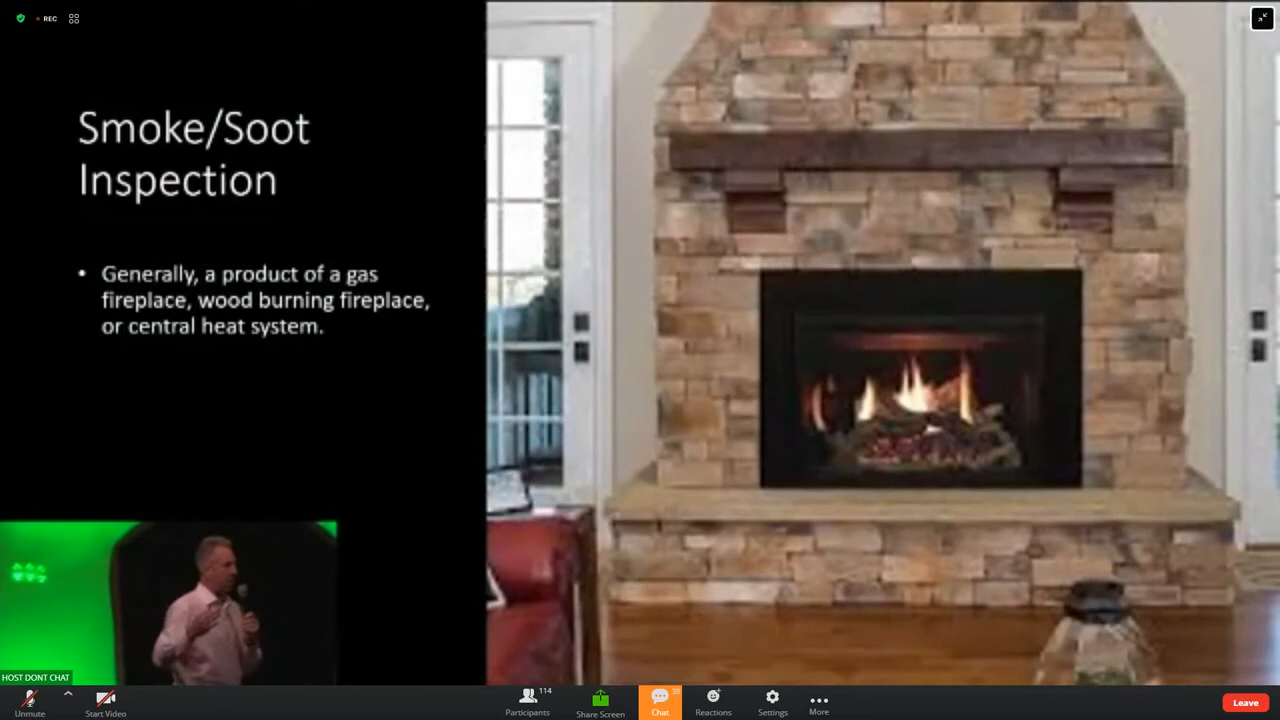 REC
Smoke/Soot
Inspection
• Generally, a product of a gas
fireplace, wood burning fireplace,
or central heat system.
HOST DONT CHAT
Unmute
Start Video
Participants
114
Share Screen
Chat
38
Reactions
Settings
More
Leave